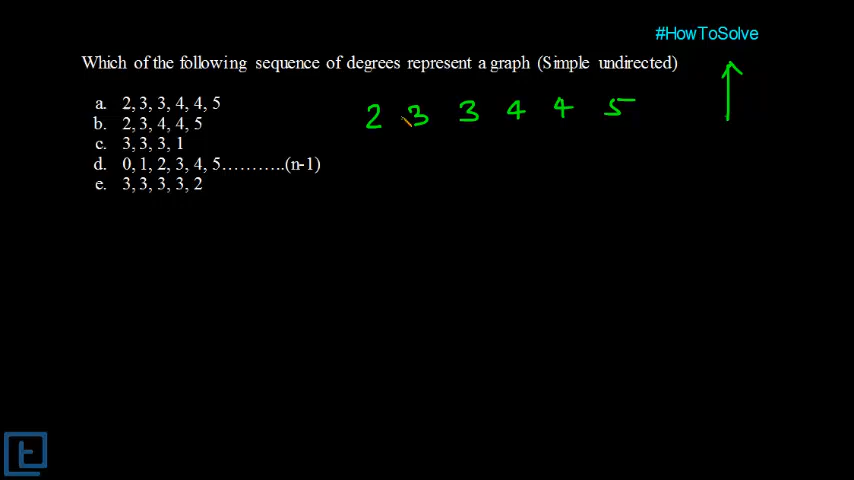 #HowToSolve
Which of the following sequence of degrees represent a graph (Simple undirected)
a. 2, 3, 3, 4, 4, 5
2 3 3 4 4 5
b. 2, 3, 4, 4, 5
c. 3, 3, 3, 1
d. 0, 1, 2, 3, 4, 5………..(n-1)
e. 3, 3, 3, 3, 2
t